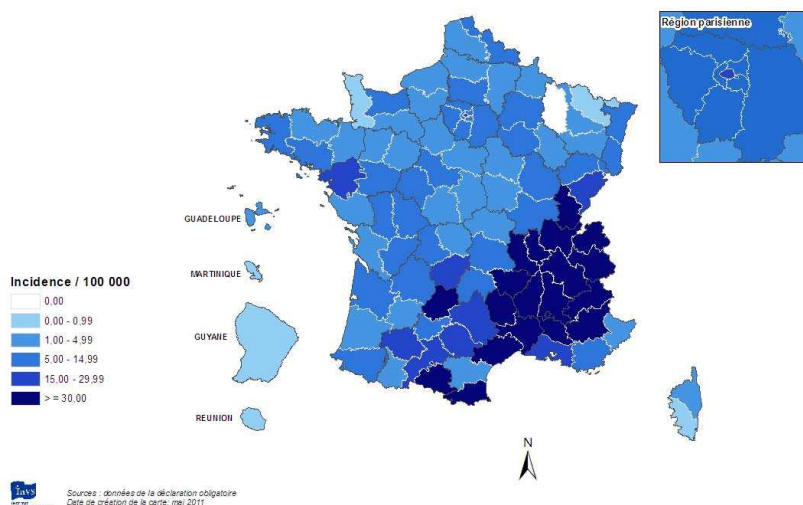 Région parisienne
GUADELOUPE
MARTINIQUE
GUYANE
REUNION
Incidence / 100 000
0,00
0,00 - 0,99
1,00 - 4,99
5,00 - 14,99
15,00 - 29,99
> = 30,00
N
invs
Sources : données de la déclaration obligatoire
Date de création de la carte: mai 2011